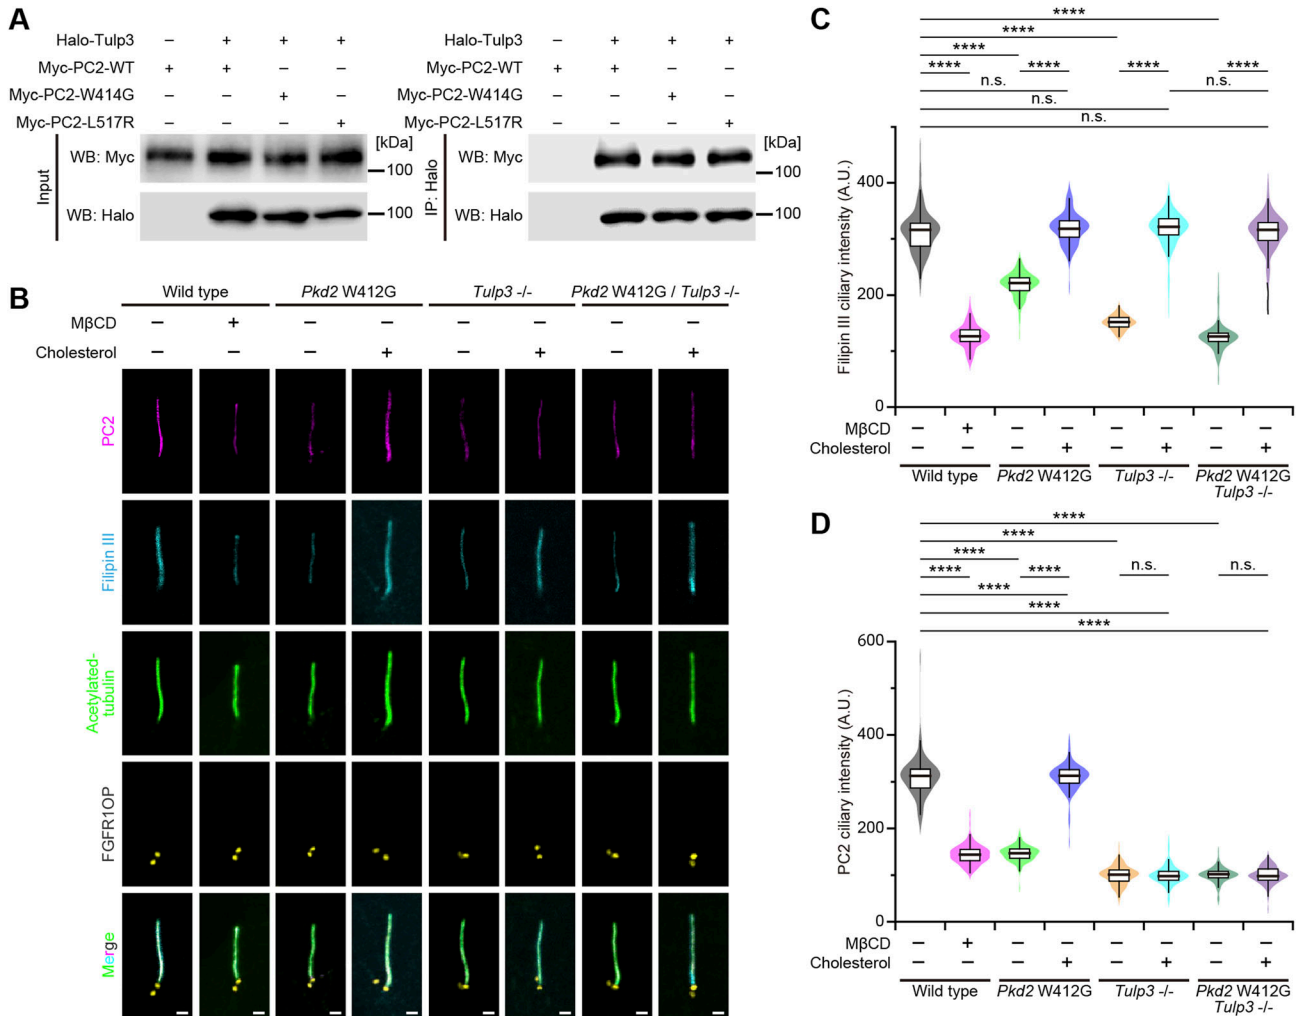 A
Halo-Tulp3 – + + +
Myc-PC2-WT + + – –
Myc-PC2-W414G – – + –
Myc-PC2-L517R – – – +
[kDa]
Input
WB: Myc
100
WB: Halo
100
Halo-Tulp3 – + + +
Myc-PC2-WT + + – –
Myc-PC2-W414G – – + –
Myc-PC2-L517R – – – +
[kDa]
IP: Halo
WB: Myc
100
WB: Halo
100
B
Wild type Pkd2 W412G Tulp3 -/- Pkd2 W412G / Tulp3 -/-
MβCD – + – – – – – –
Cholesterol – – – + – + – +
PC2
Filipin III
Acetylated-
tubulin
FGFR1OP
Merge
C
****
****
****
**** **** **** ****
n.s. n.s.
n.s.
n.s.
Filipin III ciliary intensity (A.U.)
400
200
0
MβCD – + – – – – – –
Cholesterol – – – + – + – +
Wild type Pkd2 W412G Tulp3 -/- Pkd2 W412G
Tulp3 -/-
D
****
****
****
**** **** n.s. n.s.
****
****
****
PC2 ciliary intensity (A.U.)
600
400
200
0
MβCD – + – – – – – –
Cholesterol – – – + – + – +
Wild type Pkd2 W412G Tulp3 -/- Pkd2 W412G
Tulp3 -/-